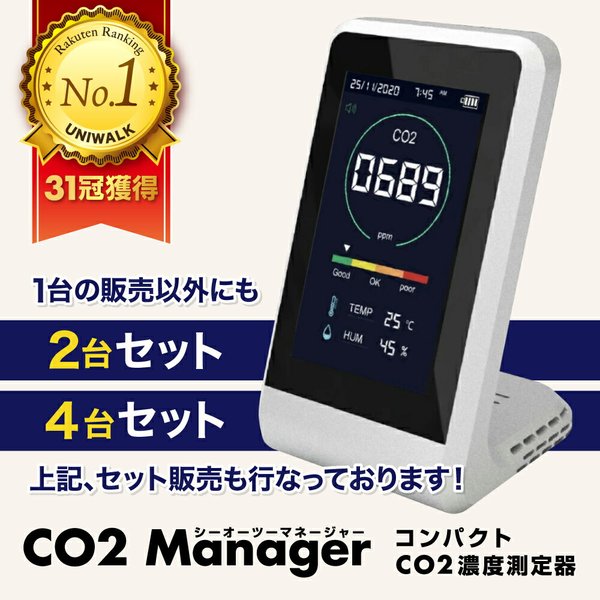 Rakuten Ranking
No.1
UNIWALK
31冠獲得
25/11/2020 7:45 AM
CO2
0689
ppm
Good OK poor
TEMP 25 ℃
HUM 45 %
1台の販売以外にも
2台セット
4台セット
上記、セット販売も行なっております!
シーオーツーマネージャー
CO2 Manager
コンパクト
CO2濃度測定器